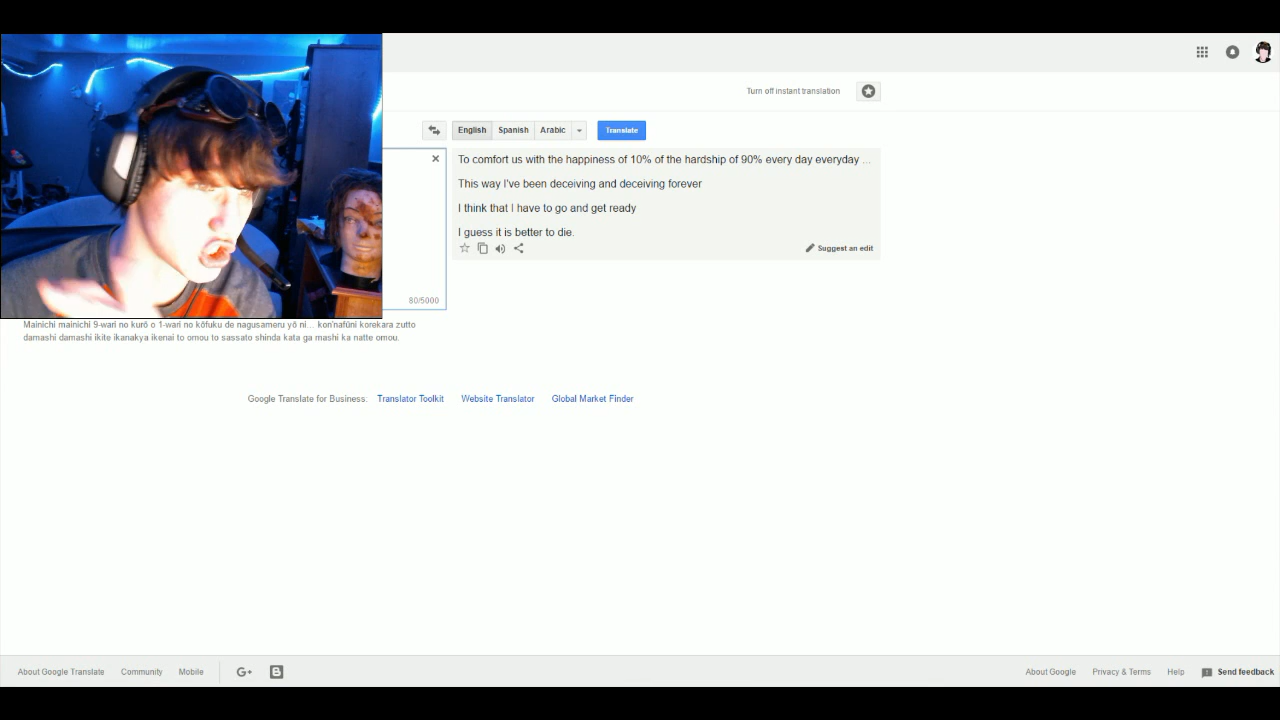 Turn off instant translation
English Spanish Arabic Translate
To comfort us with the happiness of 10% of the hardship of 90% every day everyday ...
This way I've been deceiving and deceiving forever
I think that I have to go and get ready
I guess it is better to die.
Suggest an edit
80/5000
Mainichi mainichi 9-wari no kurō o 1-wari no kōfuku de nagusameru yō ni... kon'nafūni korekara zutto
damashi damashi ikite ikanakya ikenai to omou to sassato shinda kata ga mashi ka natte omou.
Google Translate for Business: Translator Toolkit Website Translator Global Market Finder
About Google Translate Community Mobile G+ B About Google Privacy & Terms Help Send feedback